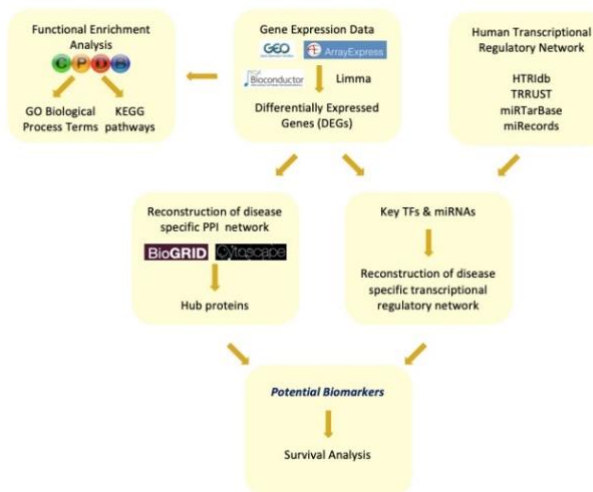 Functional Enrichment
Analysis
CPDB
GO Biological
Process Terms
KEGG
pathways
Gene Expression Data
GEO
ArrayExpress
Bioconductor
Limma
Differentially Expressed
Genes (DEGs)
Human Transcriptional
Regulatory Network
HTRIdb
TRRUST
miRTarBase
miRecords
Reconstruction of disease
specific PPI network
BioGRID
Cytoscape
Hub proteins
Key TFs & miRNAs
Reconstruction of disease
specific transcriptional
regulatory network
Potential Biomarkers
Survival Analysis